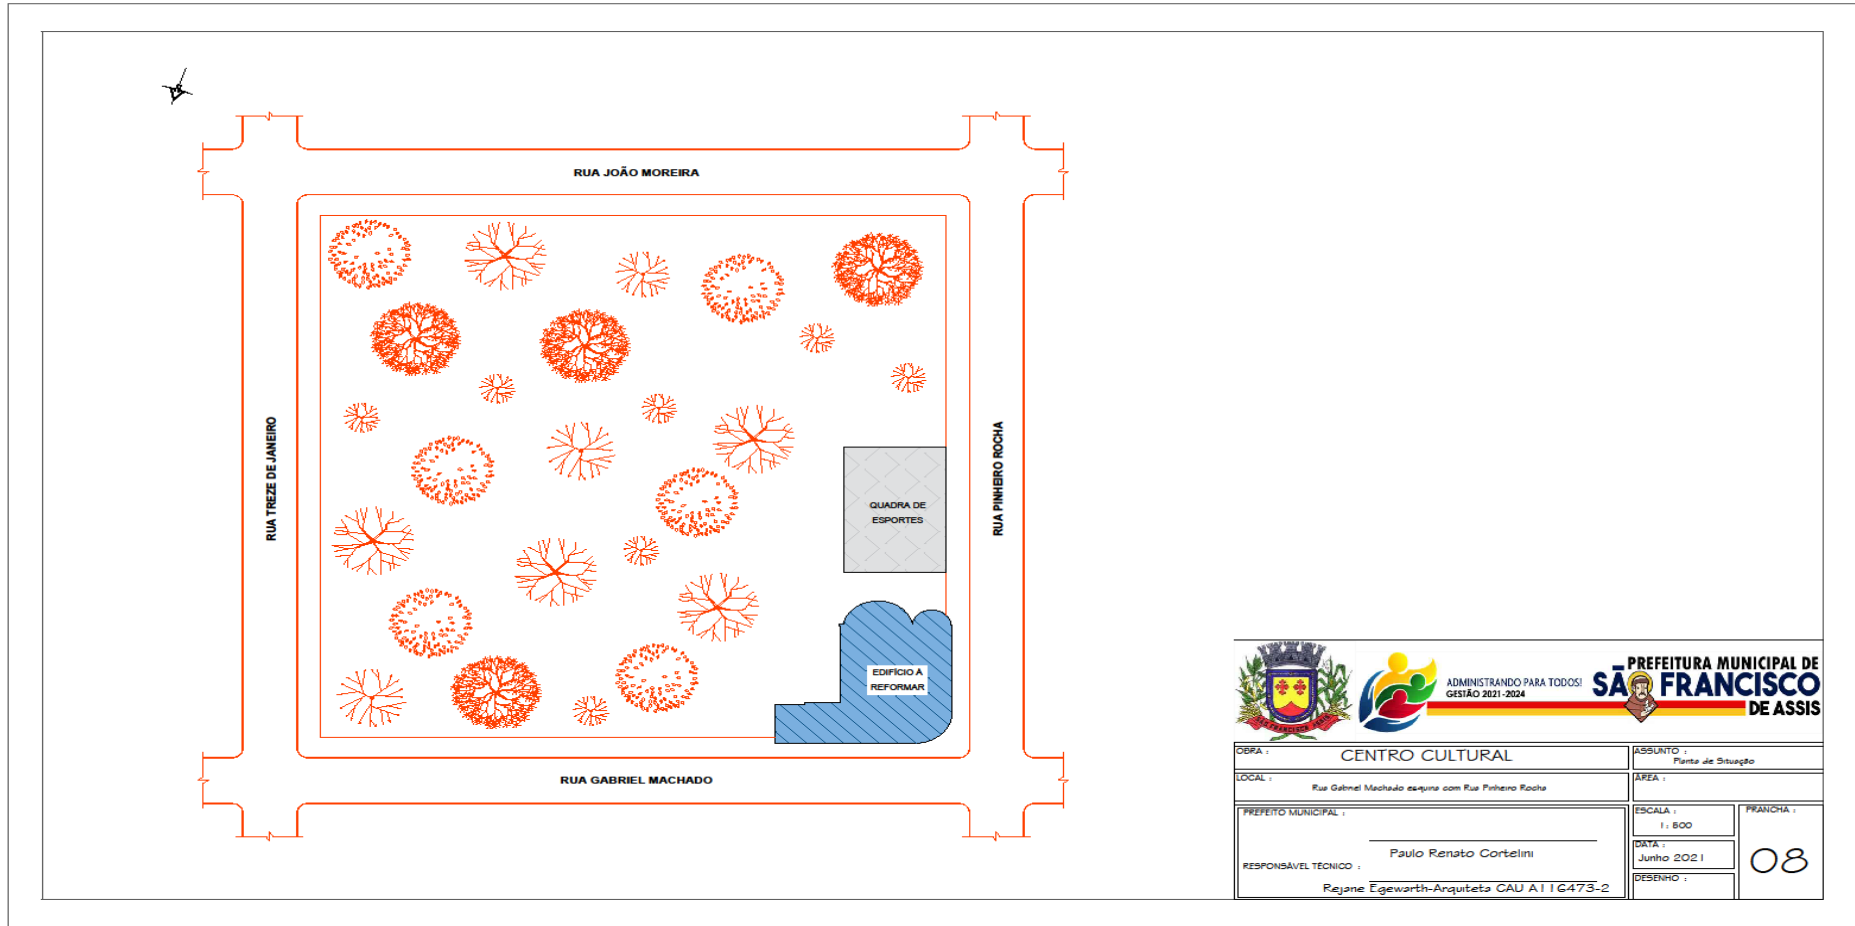 RUA JOÃO MOREIRA
RUA TREZE DE JANEIRO
RUA PINHEIRO ROCHA
QUADRA DE
ESPORTES
EDIFÍCIO A
REFORMAR
RUA GABRIEL MACHADO
ADMINISTRANDO PARA TODOS!
GESTÃO 2021-2024
PREFEITURA MUNICIPAL DE
SÃO FRANCISCO
DE ASSIS
OBRA :
CENTRO CULTURAL
ASSUNTO :
Planta de Situação
LOCAL :
Rua Gabriel Machado esquina com Rua Pinheiro Rocha
ÁREA :
PREFEITO MUNICIPAL :
Paulo Renato Cortelini
RESPONSÁVEL TÉCNICO :
Rejane Egewarth-Arquiteta CAU A116473-2
ESCALA :
1: 500
DATA :
Junho 2021
DESENHO :
PRANCHA :
08